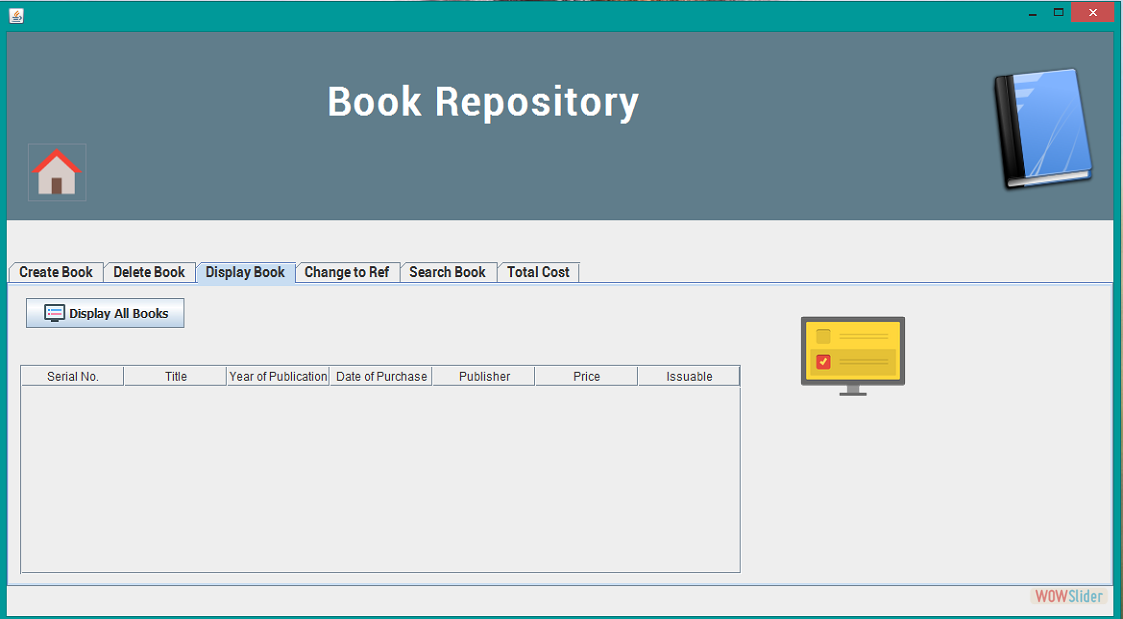 Book Repository
Create Book Delete Book Display Book Change to Ref Search Book Total Cost
Display All Books
Serial No. Title Year of Publication Date of Purchase Publisher Price Issuable
WOWSlider